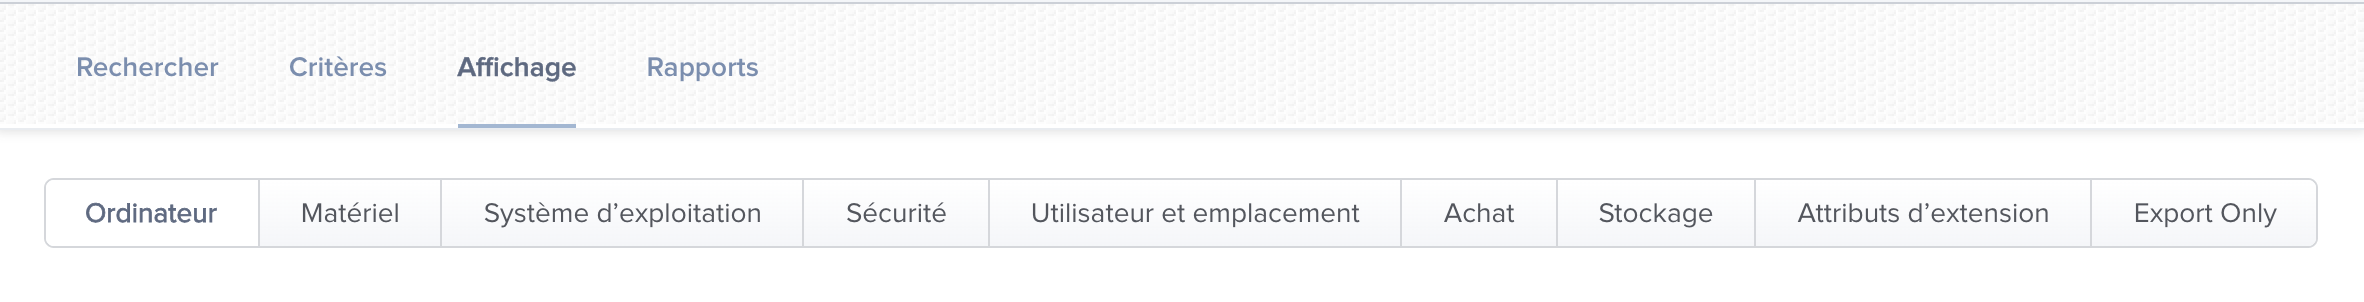 Rechercher Critères Affichage Rapports
Ordinateur Matériel Système d’exploitation Sécurité Utilisateur et emplacement Achat Stockage Attributs d’extension Export Only